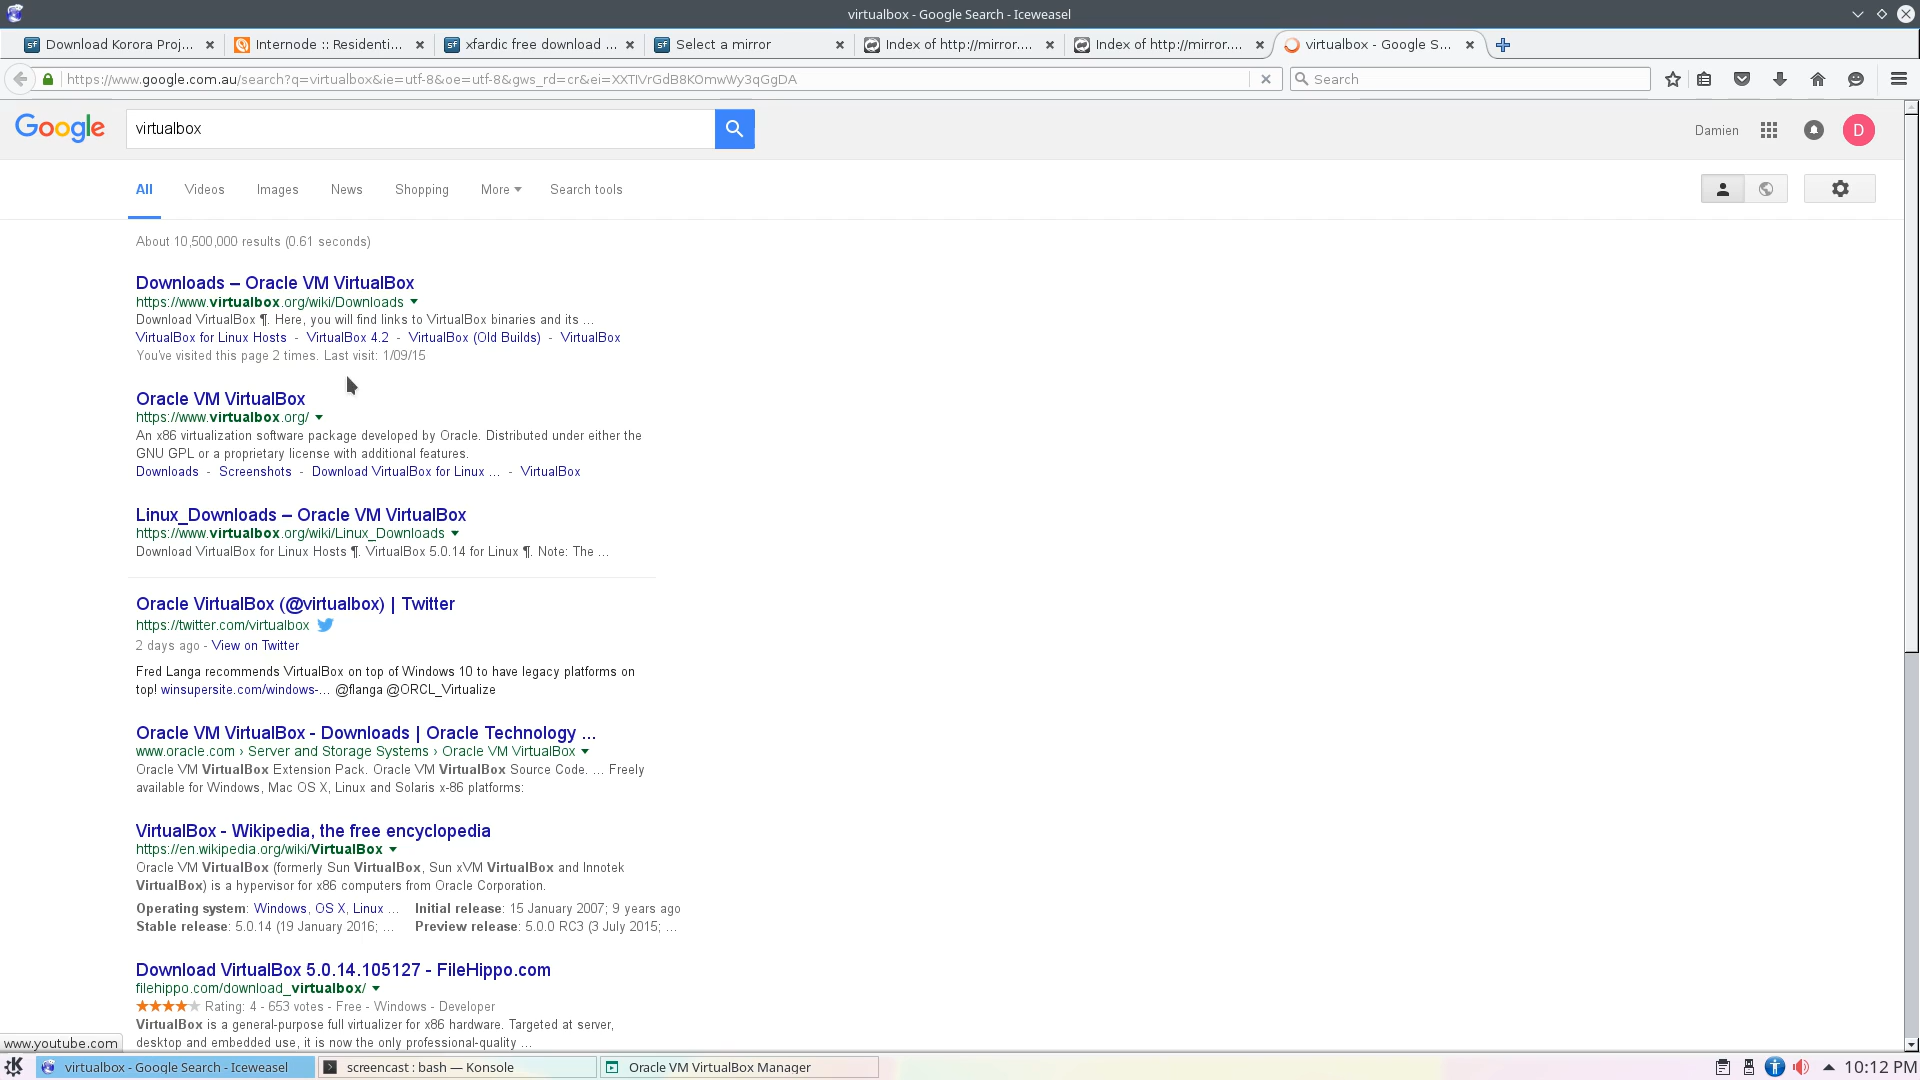 virtualbox - Google Search - Iceweasel
Download Korora Proj...
Internode :: Residenti...
xfardic free download ...
Select a mirror
Index of http://mirror....
Index of http://mirror....
virtualbox - Google S...
https://www.google.com.au/search?q=virtualbox&ie=utf-8&oe=utf-8&gws_rd=cr&ei=XXTIVrGdB8KOmwWy3qGgDA
Search
Google
virtualbox
Damien
D
All
Videos
Images
News
Shopping
More
Search tools
About 10,500,000 results (0.61 seconds)
Downloads – Oracle VM VirtualBox
https://www.virtualbox.org/wiki/Downloads
Download VirtualBox ¶. Here, you will find links to VirtualBox binaries and its ...
VirtualBox for Linux Hosts - VirtualBox 4.2 - VirtualBox (Old Builds) - VirtualBox
You've visited this page 2 times. Last visit: 1/09/15
Oracle VM VirtualBox
https://www.virtualbox.org/
An x86 virtualization software package developed by Oracle. Distributed under either the
GNU GPL or a proprietary license with additional features.
Downloads - Screenshots - Download VirtualBox for Linux ... - VirtualBox
Linux_Downloads – Oracle VM VirtualBox
https://www.virtualbox.org/wiki/Linux_Downloads
Download VirtualBox for Linux Hosts ¶. VirtualBox 5.0.14 for Linux ¶. Note: The ...
Oracle VirtualBox (@virtualbox) | Twitter
https://twitter.com/virtualbox
2 days ago - View on Twitter
Fred Langa recommends VirtualBox on top of Windows 10 to have legacy platforms on
top! winsupersite.com/windows-... @flanga @ORCL_Virtualize
Oracle VM VirtualBox - Downloads | Oracle Technology ...
www.oracle.com › Server and Storage Systems › Oracle VM VirtualBox
Oracle VM VirtualBox Extension Pack. Oracle VM VirtualBox Source Code. ... Freely
available for Windows, Mac OS X, Linux and Solaris x-86 platforms:
VirtualBox - Wikipedia, the free encyclopedia
https://en.wikipedia.org/wiki/VirtualBox
Oracle VM VirtualBox (formerly Sun VirtualBox, Sun xVM VirtualBox and Innotek
VirtualBox) is a hypervisor for x86 computers from Oracle Corporation.
Operating system: Windows, OS X, Linux ... Initial release: 15 January 2007; 9 years ago
Stable release: 5.0.14 (19 January 2016; ... Preview release: 5.0.0 RC3 (3 July 2015; ...
Download VirtualBox 5.0.14.105127 - FileHippo.com
filehippo.com/download_virtualbox/
Rating: 4 - 653 votes - Free - Windows - Developer
VirtualBox is a general-purpose full virtualizer for x86 hardware. Targeted at server,
desktop and embedded use, it is now the only professional-quality ...
www.youtube.com
virtualbox - Google Search - Iceweasel
screencast : bash — Konsole
Oracle VM VirtualBox Manager
10:12 PM